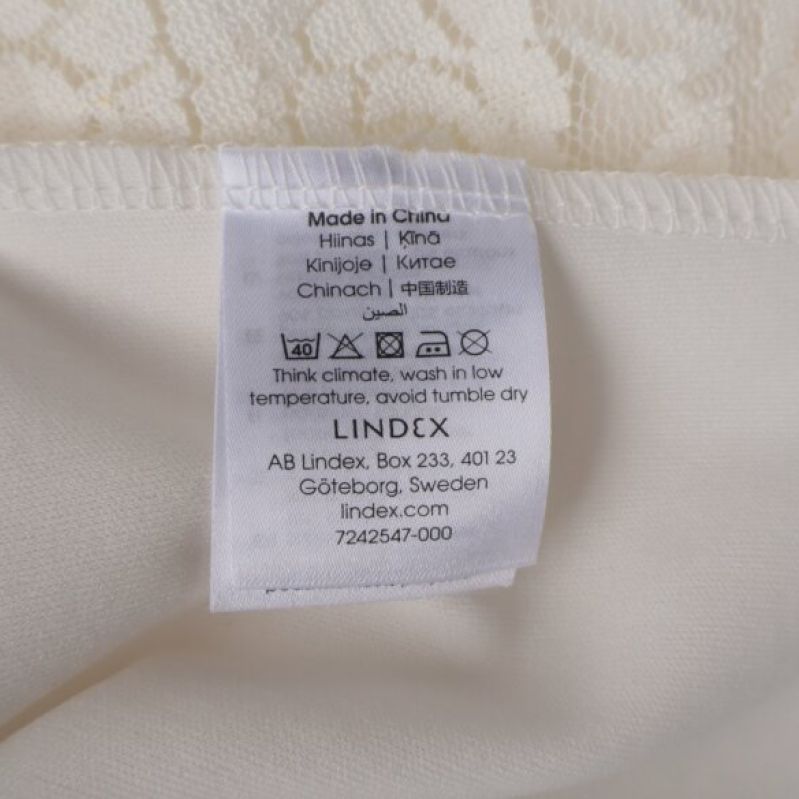 Made in China
Hiinas | Ķīnā
Kinijoje | Китае
Chinach | 中国制造
الصين
40
Think climate, wash in low
temperature, avoid tumble dry
LINDEX
AB Lindex, Box 233, 401 23
Göteborg, Sweden
lindex.com
7242547-000